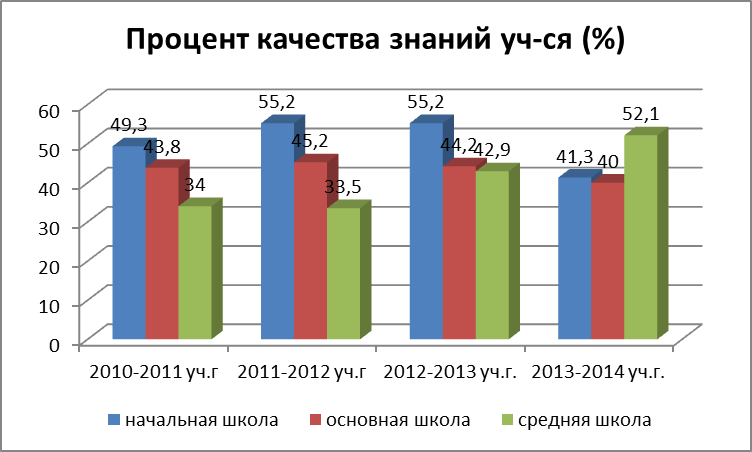 Процент качества знаний уч-ся (%)
60
50
40
30
20
10
0
49,3
43,8
34
55,2
45,2
33,5
55,2
44,2
42,9
41,3
40
52,1
2010-2011 уч.г
2011-2012 уч.г
2012-2013 уч.г.
2013-2014 уч.г.
начальная школа
основная школа
средняя школа